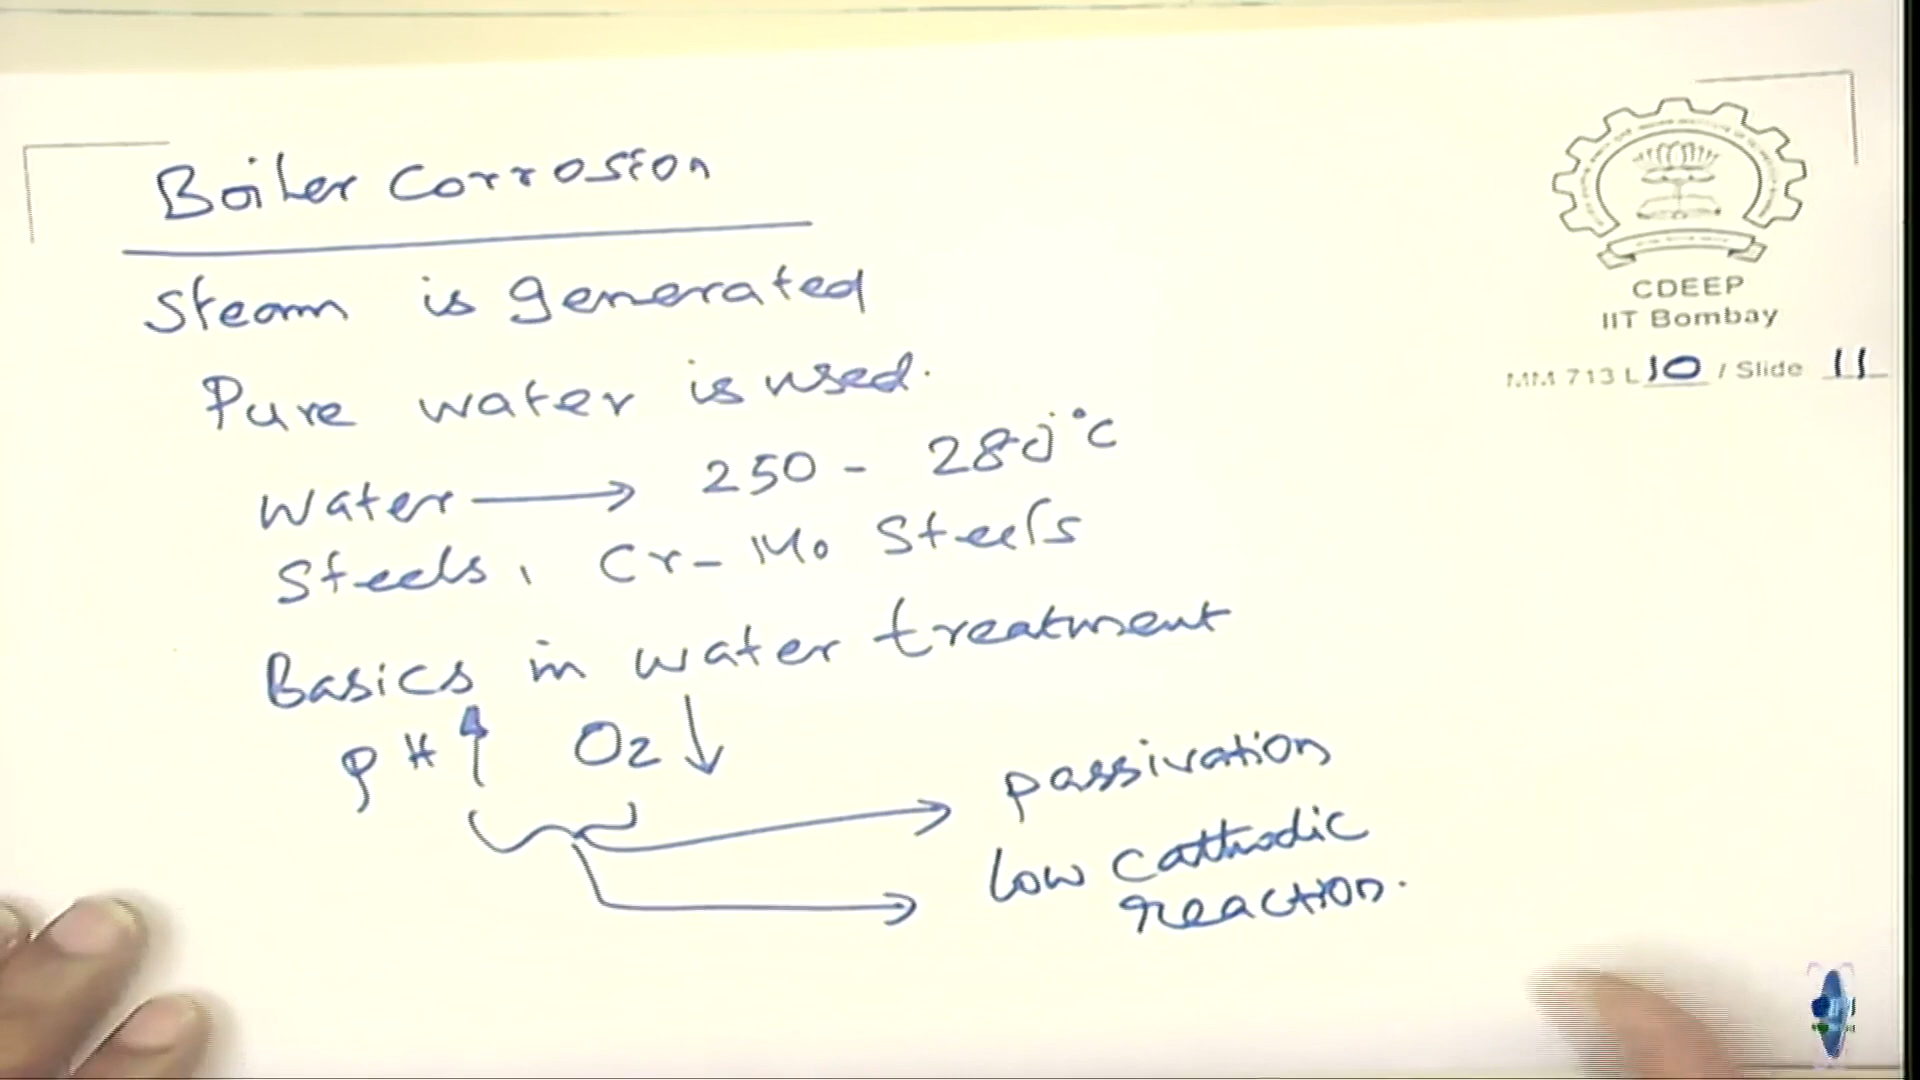 Boiler corrosion
Steam is generated
Pure water is used.
Water → 250 - 280°C
Steels, Cr-Mo Steels
Basics in water treatment
pH ↑ O2 ↓
passivation
low cathodic
reaction.
CDEEP
IIT Bombay
MM 713 L 10 / Slide 11